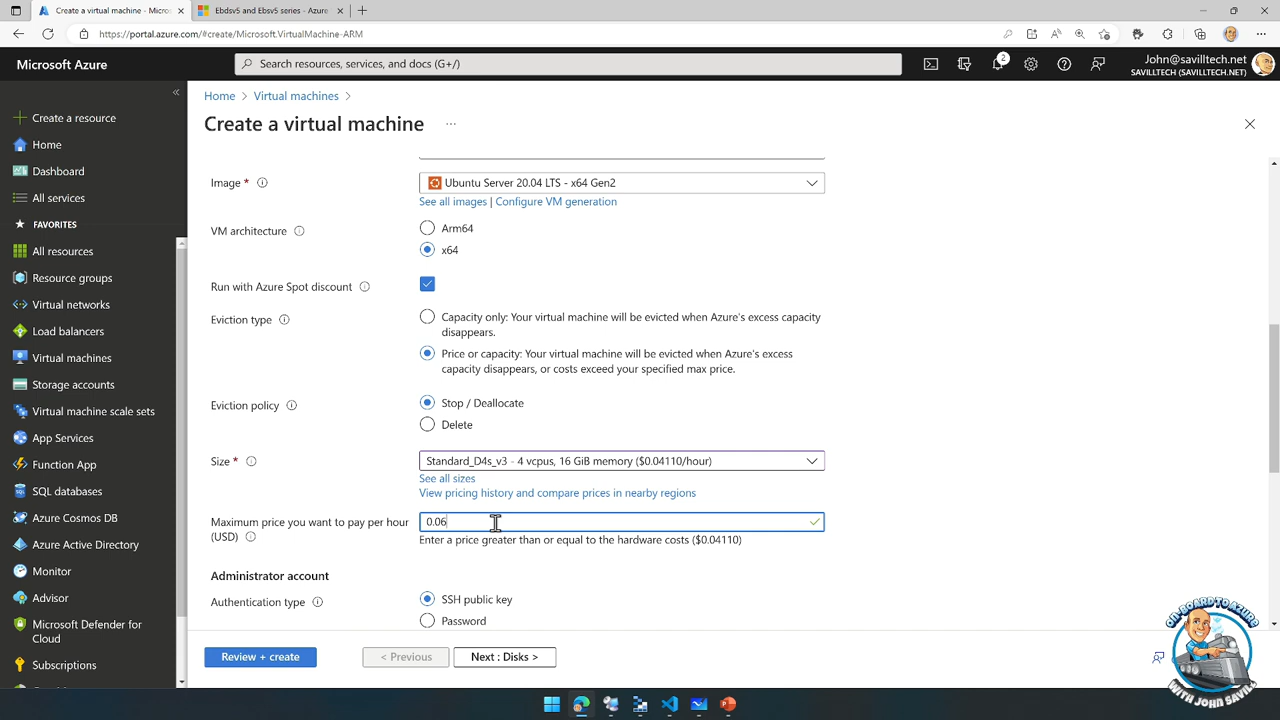 Create a virtual machine - Micros
Ebdsv5 and Ebsv5 series - Azure
https://portal.azure.com/#create/Microsoft.VirtualMachine-ARM
Microsoft Azure
Search resources, services, and docs (G+/)
2
John@savilltech.net
SAVILLTECH (SAVILLTECH.NET)
Create a resource
Home
Dashboard
All services
FAVORITES
All resources
Resource groups
Virtual networks
Load balancers
Virtual machines
Storage accounts
Virtual machine scale sets
App Services
Function App
SQL databases
Azure Cosmos DB
Azure Active Directory
Monitor
Advisor
Microsoft Defender for
Cloud
Subscriptions
Home > Virtual machines >
Create a virtual machine ...
Image *
Ubuntu Server 20.04 LTS - x64 Gen2
See all images | Configure VM generation
VM architecture
Arm64
x64
Run with Azure Spot discount
Eviction type
Capacity only: Your virtual machine will be evicted when Azure's excess capacity
disappears.
Price or capacity: Your virtual machine will be evicted when Azure's excess
capacity disappears, or costs exceed your specified max price.
Eviction policy
Stop / Deallocate
Delete
Size *
Standard_D4s_v3 - 4 vcpus, 16 GiB memory ($0.04110/hour)
See all sizes
View pricing history and compare prices in nearby regions
Maximum price you want to pay per hour
(USD)
0.06
Enter a price greater than or equal to the hardware costs ($0.04110)
Administrator account
Authentication type
SSH public key
Password
Review + create
< Previous
Next : Disks >
ON-BOARD TO AZURE
WITH JOHN SAVILL